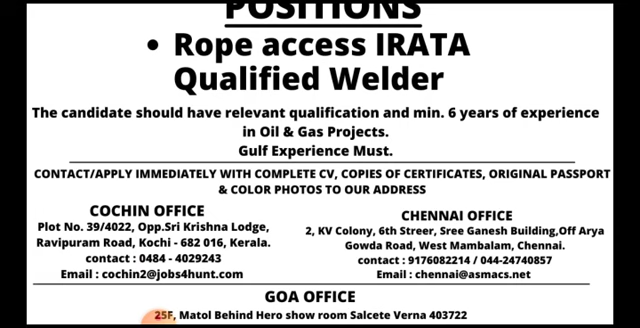 POSITIONS
• Rope access IRATA
Qualified Welder
The candidate should have relevant qualification and min. 6 years of experience
in Oil & Gas Projects.
Gulf Experience Must.
CONTACT/APPLY IMMEDIATELY WITH COMPLETE CV, COPIES OF CERTIFICATES, ORIGINAL PASSPORT
& COLOR PHOTOS TO OUR ADDRESS
COCHIN OFFICE
Plot No. 39/4022, Opp.Sri Krishna Lodge,
Ravipuram Road, Kochi - 682 016, Kerala.
contact : 0484 - 4029243
Email : cochin2@jobs4hunt.com
CHENNAI OFFICE
2, KV Colony, 6th Streer, Sree Ganesh Building,Off Arya
Gowda Road, West Mambalam, Chennai.
contact : 9176082214 / 044-24740857
Email : chennai@asmacs.net
GOA OFFICE
25F, Matol Behind Hero show room Salcete Verna 403722